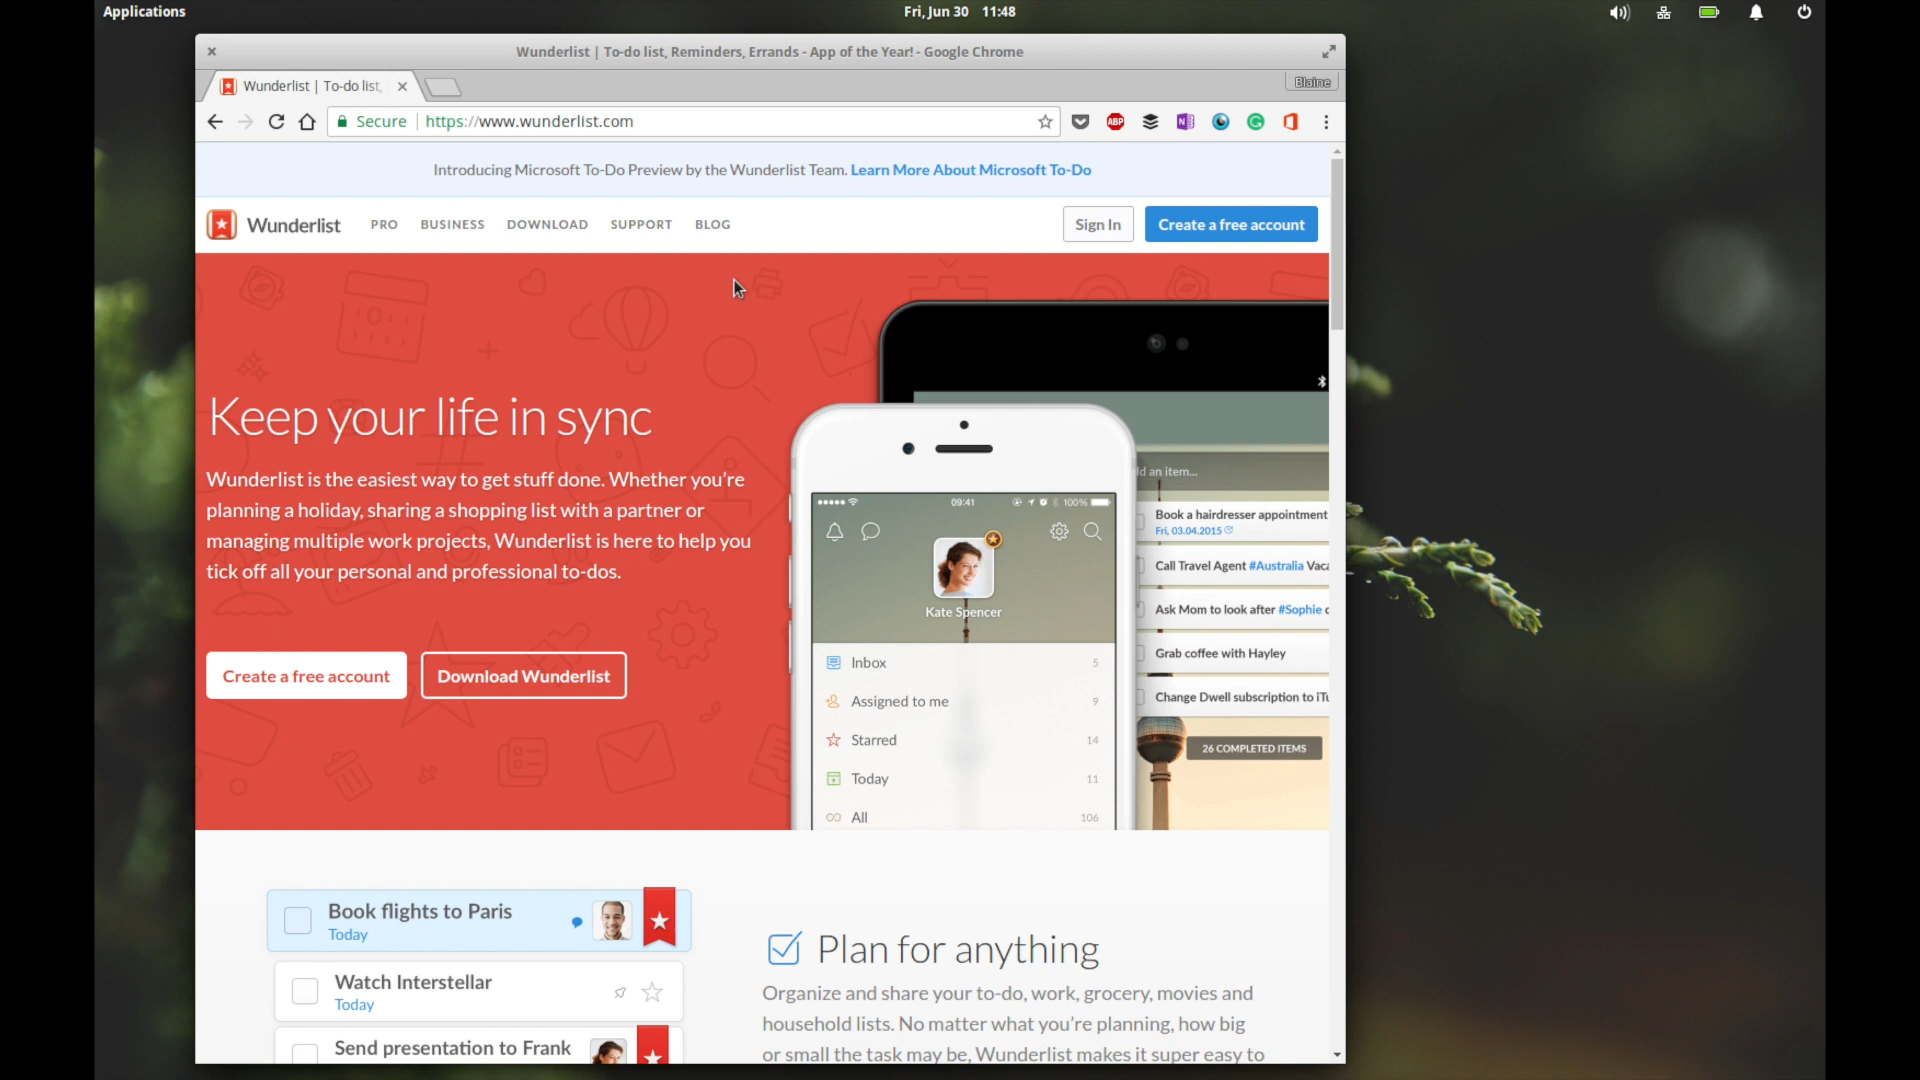 Applications
Fri, Jun 30 11:48
Wunderlist | To-do list, Reminders, Errands - App of the Year! - Google Chrome
Wunderlist | To-do list,
Blaine
Secure
https://www.wunderlist.com
ABP
N
Introducing Microsoft To-Do Preview by the Wunderlist Team. Learn More About Microsoft To-Do
Wunderlist
PRO
BUSINESS
DOWNLOAD
SUPPORT
BLOG
Sign In
Create a free account
Keep your life in sync
Wunderlist is the easiest way to get stuff done. Whether you're
planning a holiday, sharing a shopping list with a partner or
managing multiple work projects, Wunderlist is here to help you
tick off all your personal and professional to-dos.
Create a free account
Download Wunderlist
09:41
100%
Kate Spencer
Inbox 5
Assigned to me 9
Starred 14
Today 11
All 106
an item...
Book a hairdresser appointment
Fri, 03.04.2015
Call Travel Agent #Australia
Ask Mom to look after #Sophie
Grab coffee with Hayley
Change Dwell subscription to
26 COMPLETED ITEMS
Book flights to Paris
Today
Watch Interstellar
Today
Send presentation to Frank
Plan for anything
Organize and share your to-do, work, grocery, movies and
household lists. No matter what you're planning, how big
or small the task may be, Wunderlist makes it super easy to